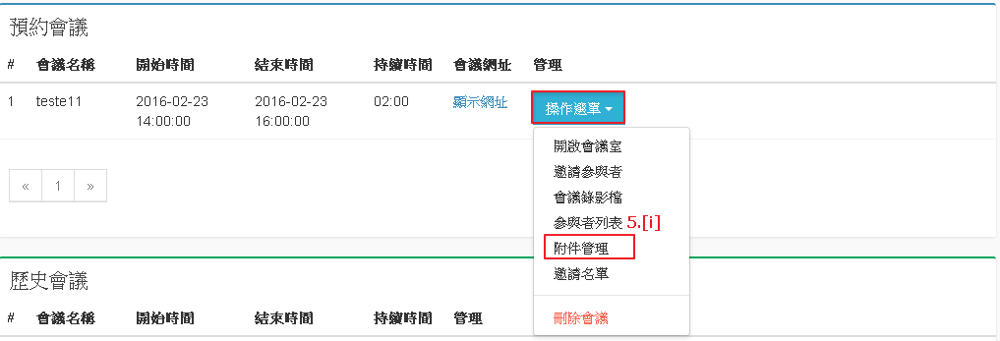 預約會議
# 會議名稱 開始時間 結束時間 持續時間 會議網址 管理
1 teste11 2016-02-23 2016-02-23 02:00 顯示網址 操作選單
14:00:00 16:00:00
開啟會議室
邀請參與者
« 1 »
會議錄影檔
參與者列表 5.[i]
附件管理
邀請名單
歷史會議
# 會議名稱 開始時間 結束時間 持續時間 管理
刪除會議